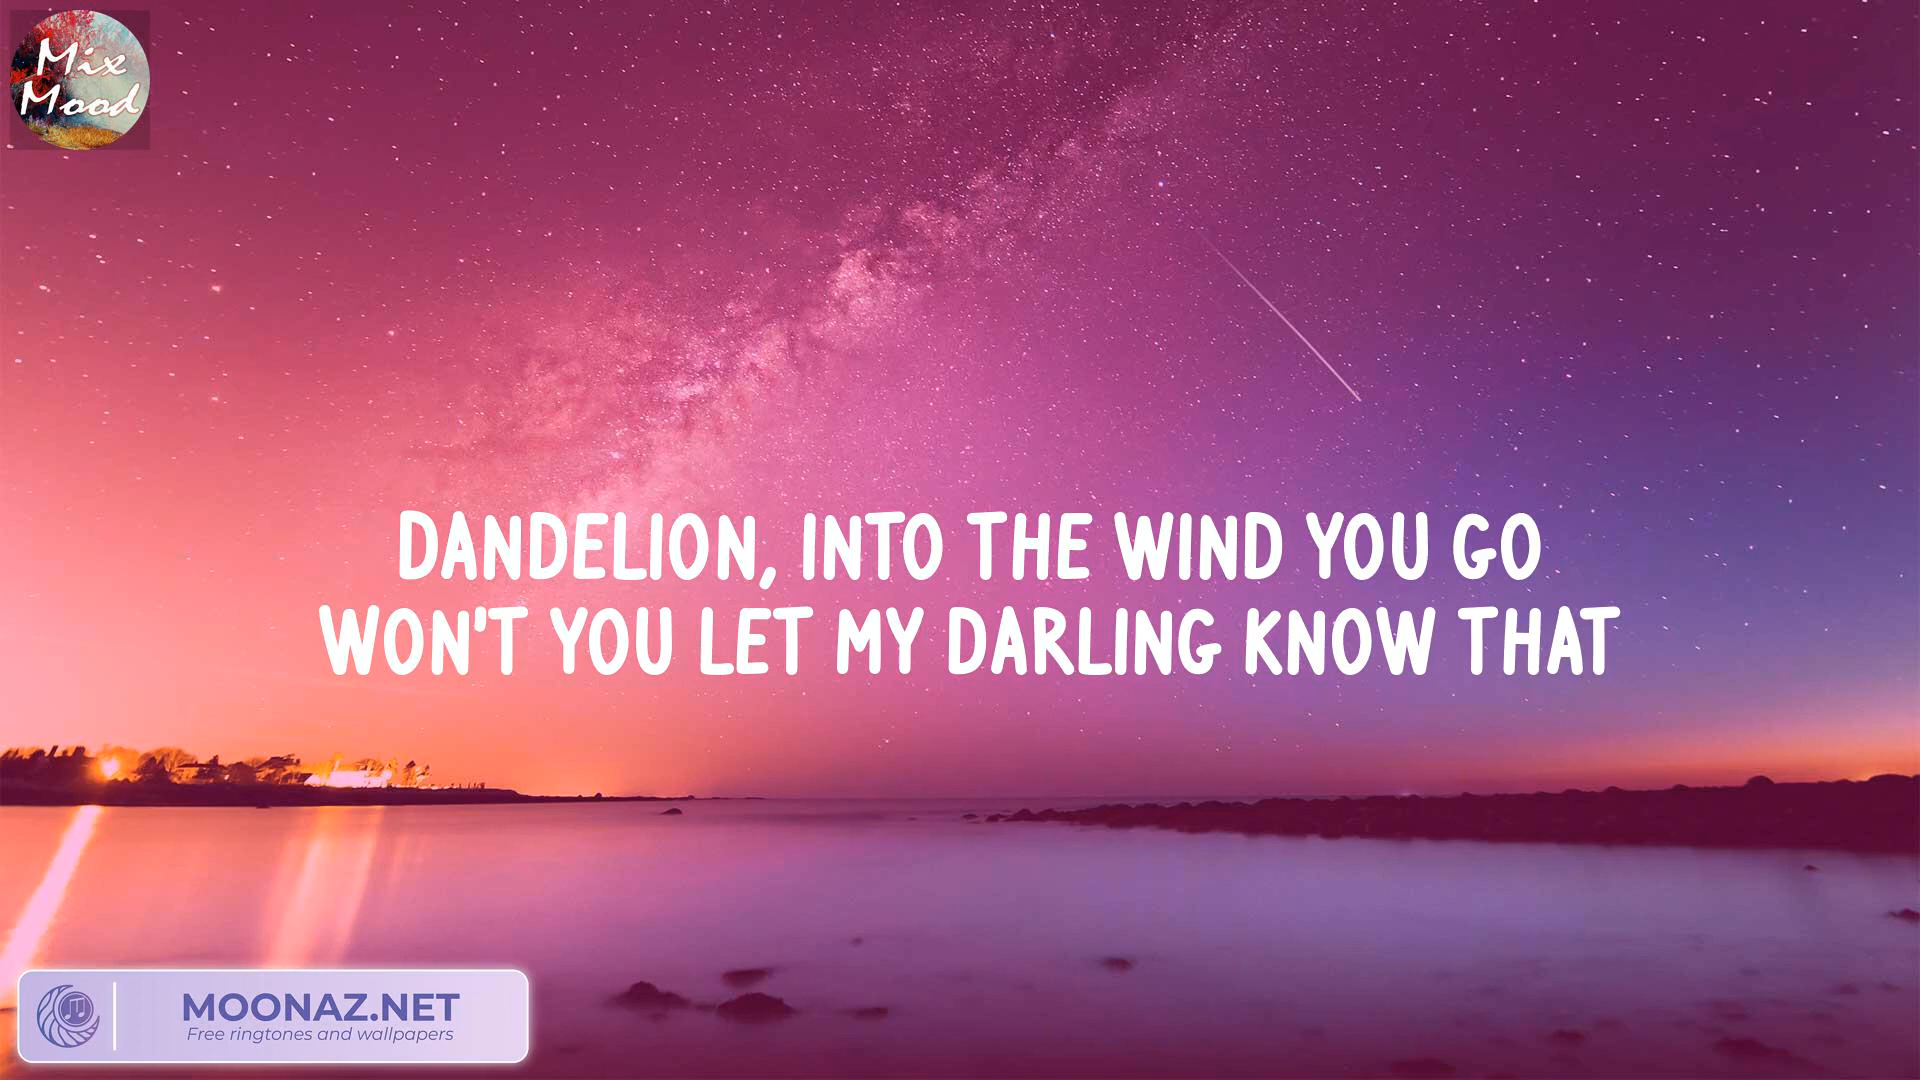 Mix
Mood
DANDELION, INTO THE WIND YOU GO
WON'T YOU LET MY DARLING KNOW THAT
MOONAZ.NET
Free ringtones and wallpapers